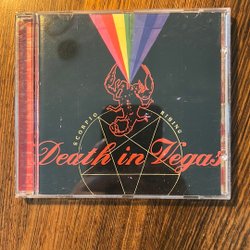 SCORPIO RISING
Death in Vegas